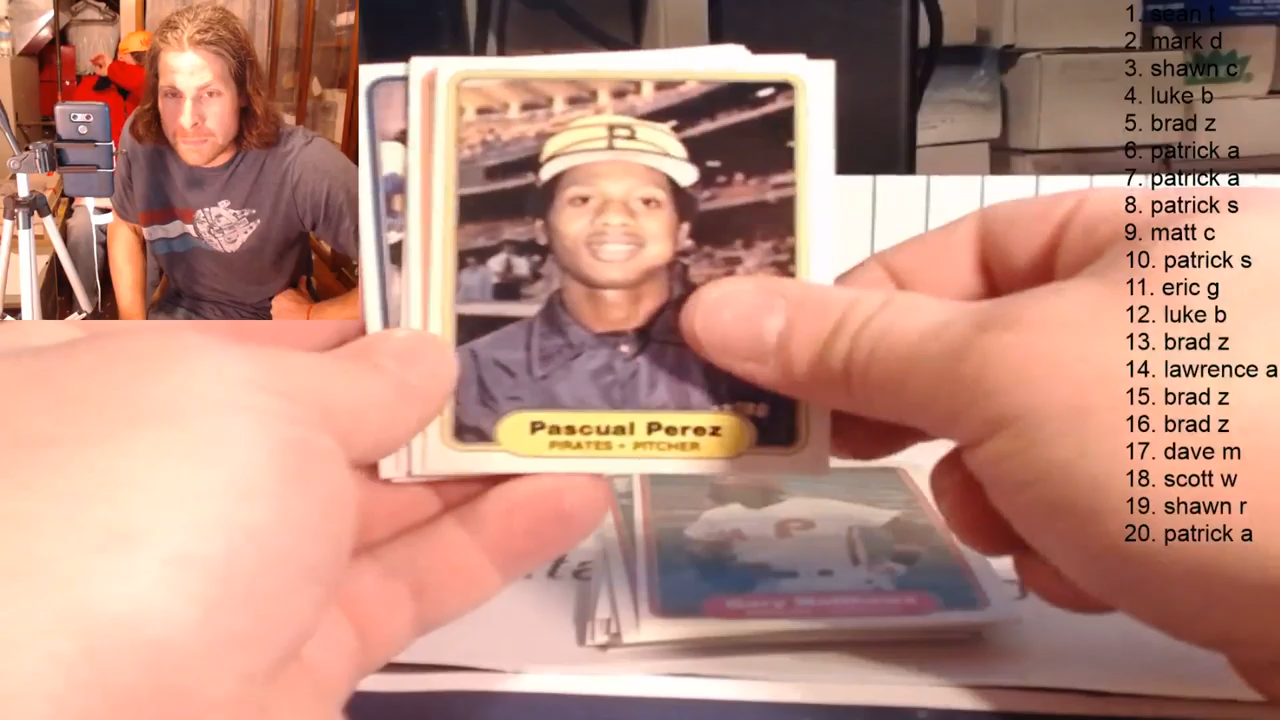 1. sean t
2. mark d
3. shawn c
4. luke b
5. brad z
6. patrick a
7. patrick a
8. patrick s
9. matt c
10. patrick s
11. eric g
12. luke b
13. brad z
14. lawrence a
15. brad z
16. brad z
17. dave m
18. scott w
19. shawn r
20. patrick a
P
Pascual Perez
PIRATES • PITCHER
P
Gary Matthews